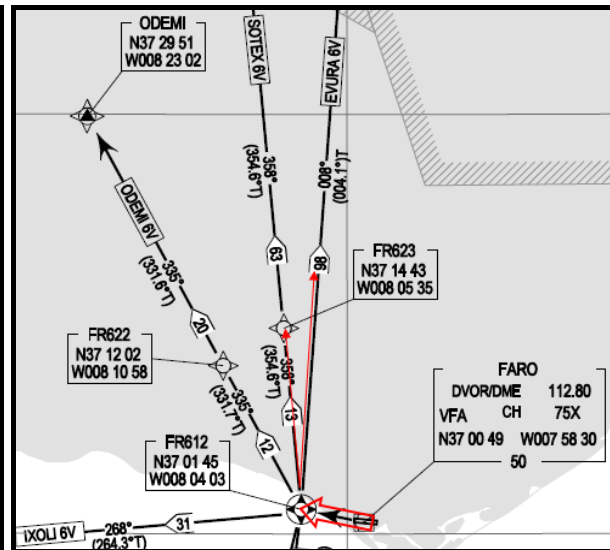 ODEMI
N37 29 51
W008 23 02
SOTEX 6V
EVURA 6V
358°
(354.6°T)
008°
(004.1°)T
ODEMI 6V
335°
(331.6°T)
63
98
FR623
N37 14 43
W008 05 35
20
FR622
N37 12 02
W008 10 58
358°
(354.6°T)
335°
(331.7°T)
13
12
FARO
DVOR/DME 112.80
VFA CH 75X
N37 00 49 W007 58 30
50
FR612
N37 01 45
W008 04 03
IXOLI 6V
268°
(264.3°T)
31